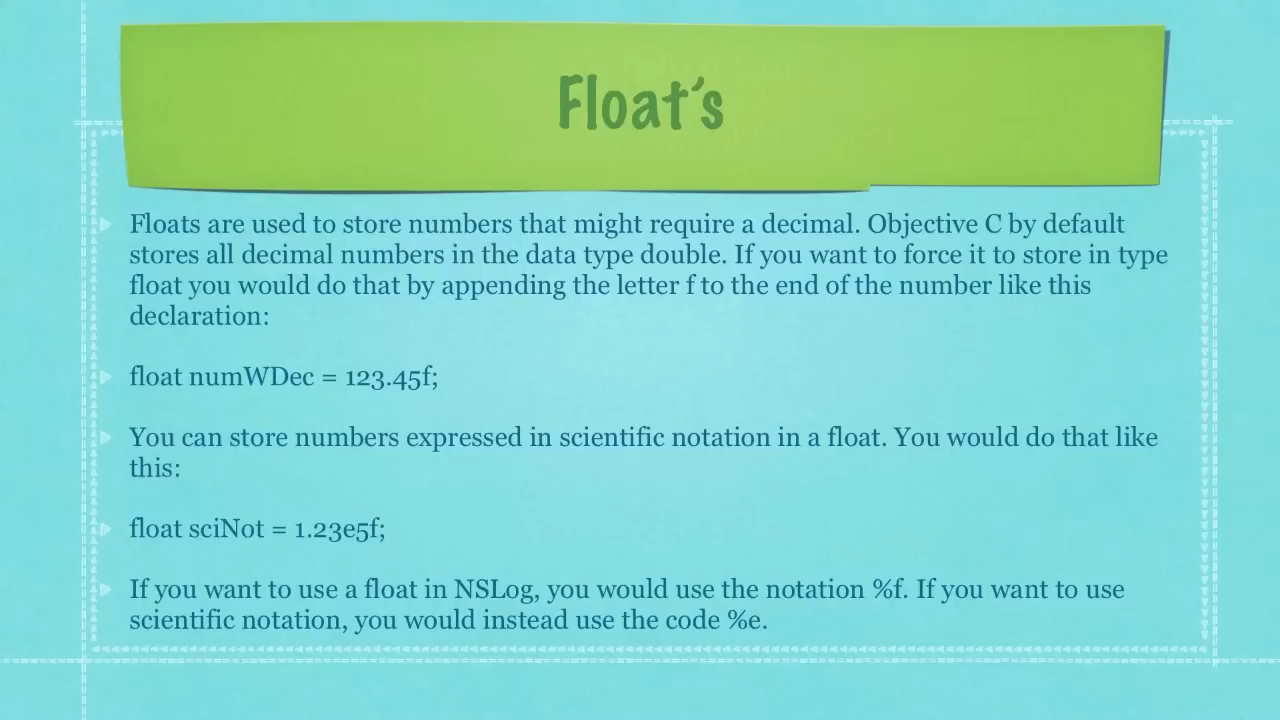 Float's
Floats are used to store numbers that might require a decimal. Objective C by default
stores all decimal numbers in the data type double. If you want to force it to store in type
float you would do that by appending the letter f to the end of the number like this
declaration:
float numWDec = 123.45f;
You can store numbers expressed in scientific notation in a float. You would do that like
this:
float sciNot = 1.23e5f;
If you want to use a float in NSLog, you would use the notation %f. If you want to use
scientific notation, you would instead use the code %e.